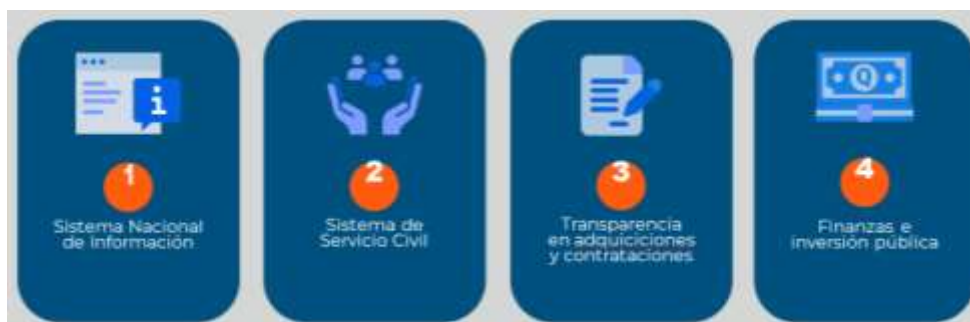 i
1
Sistema Nacional
de Información
2
Sistema de
Servicio Civil
3
Transparencia
en adquiciciones
y contrataciones
Q
4
Finanzas e
inversión pública